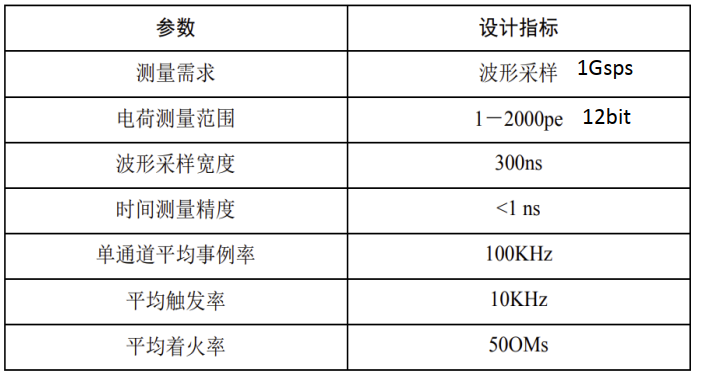 参数 设计指标
测量需求 波形采样 1Gsps
电荷测量范围 1－2000pe 12bit
波形采样宽度 300ns
时间测量精度 <1 ns
单通道平均事例率 100KHz
平均触发率 10KHz
平均着火率 50OMs